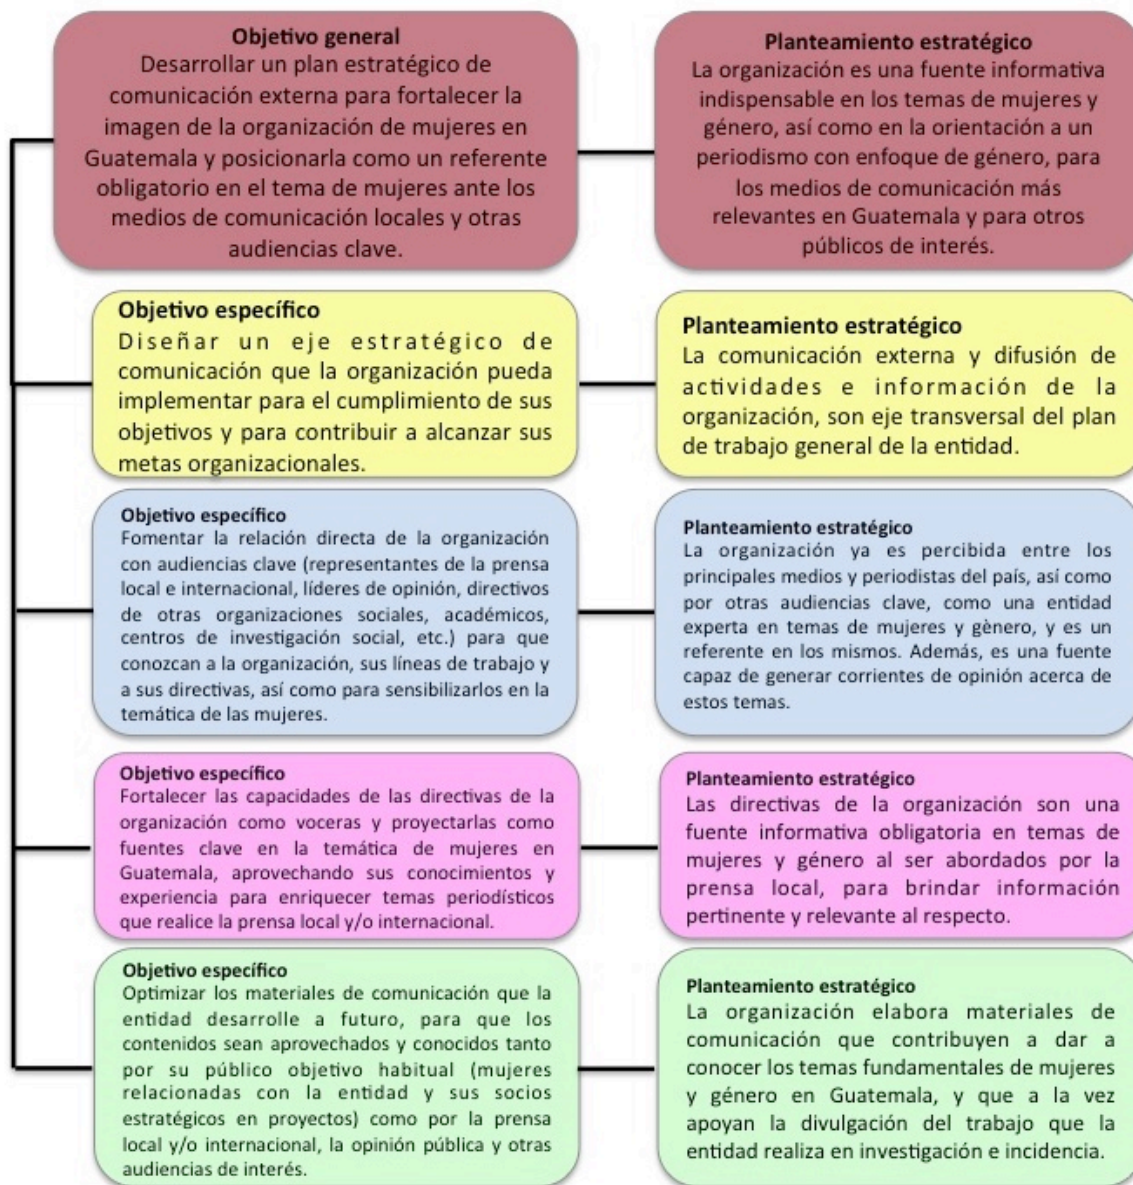 Objetivo general
Desarrollar un plan estratégico de
comunicación externa para fortalecer la
imagen de la organización de mujeres en
Guatemala y posicionarla como un referente
obligatorio en el tema de mujeres ante los
medios de comunicación locales y otras
audiencias clave.
Planteamiento estratégico
La organización es una fuente informativa
indispensable en los temas de mujeres y
género, así como en la orientación a un
periodismo con enfoque de género, para
los medios de comunicación más
relevantes en Guatemala y para otros
públicos de interés.
Objetivo específico
Diseñar un eje estratégico de
comunicación que la organización pueda
implementar para el cumplimiento de sus
objetivos y para contribuir a alcanzar sus
metas organizacionales.
Planteamiento estratégico
La comunicación externa y difusión de
actividades e información de la
organización, son eje transversal del plan
de trabajo general de la entidad.
Objetivo específico
Fomentar la relación directa de la organización
con audiencias clave (representantes de la prensa
local e internacional, líderes de opinión, directivos
de otras organizaciones sociales, académicos,
centros de investigación social, etc.) para que
conozcan a la organización, sus líneas de trabajo y
a sus directivas, así como para sensibilizarlos en la
temática de las mujeres.
Planteamiento estratégico
La organización ya es percibida entre los
principales medios y periodistas del país, así como
por otras audiencias clave, como una entidad
experta en temas de mujeres y gènero, y es un
referente en los mismos. Además, es una fuente
capaz de generar corrientes de opinión acerca de
estos temas.
Objetivo específico
Fortalecer las capacidades de las directivas de la
organización como voceras y proyectarlas como
fuentes clave en la temática de mujeres en
Guatemala, aprovechando sus conocimientos y
experiencia para enriquecer temas periodísticos
que realice la prensa local y/o internacional.
Planteamiento estratégico
Las directivas de la organización son una
fuente informativa obligatoria en temas de
mujeres y género al ser abordados por la
prensa local, para brindar información
pertinente y relevante al respecto.
Objetivo específico
Optimizar los materiales de comunicación que la
entidad desarrolle a futuro, para que los
contenidos sean aprovechados y conocidos tanto
por su público objetivo habitual (mujeres
relacionadas con la entidad y sus socios
estratégicos en proyectos) como por la prensa
local y/o internacional, la opinión pública y otras
audiencias de interés.
Planteamiento estratégico
La organización elabora materiales de
comunicación que contribuyen a dar a
conocer los temas fundamentales de mujeres
y género en Guatemala, y que a la vez
apoyan la divulgación del trabajo que la
entidad realiza en investigación e incidencia.